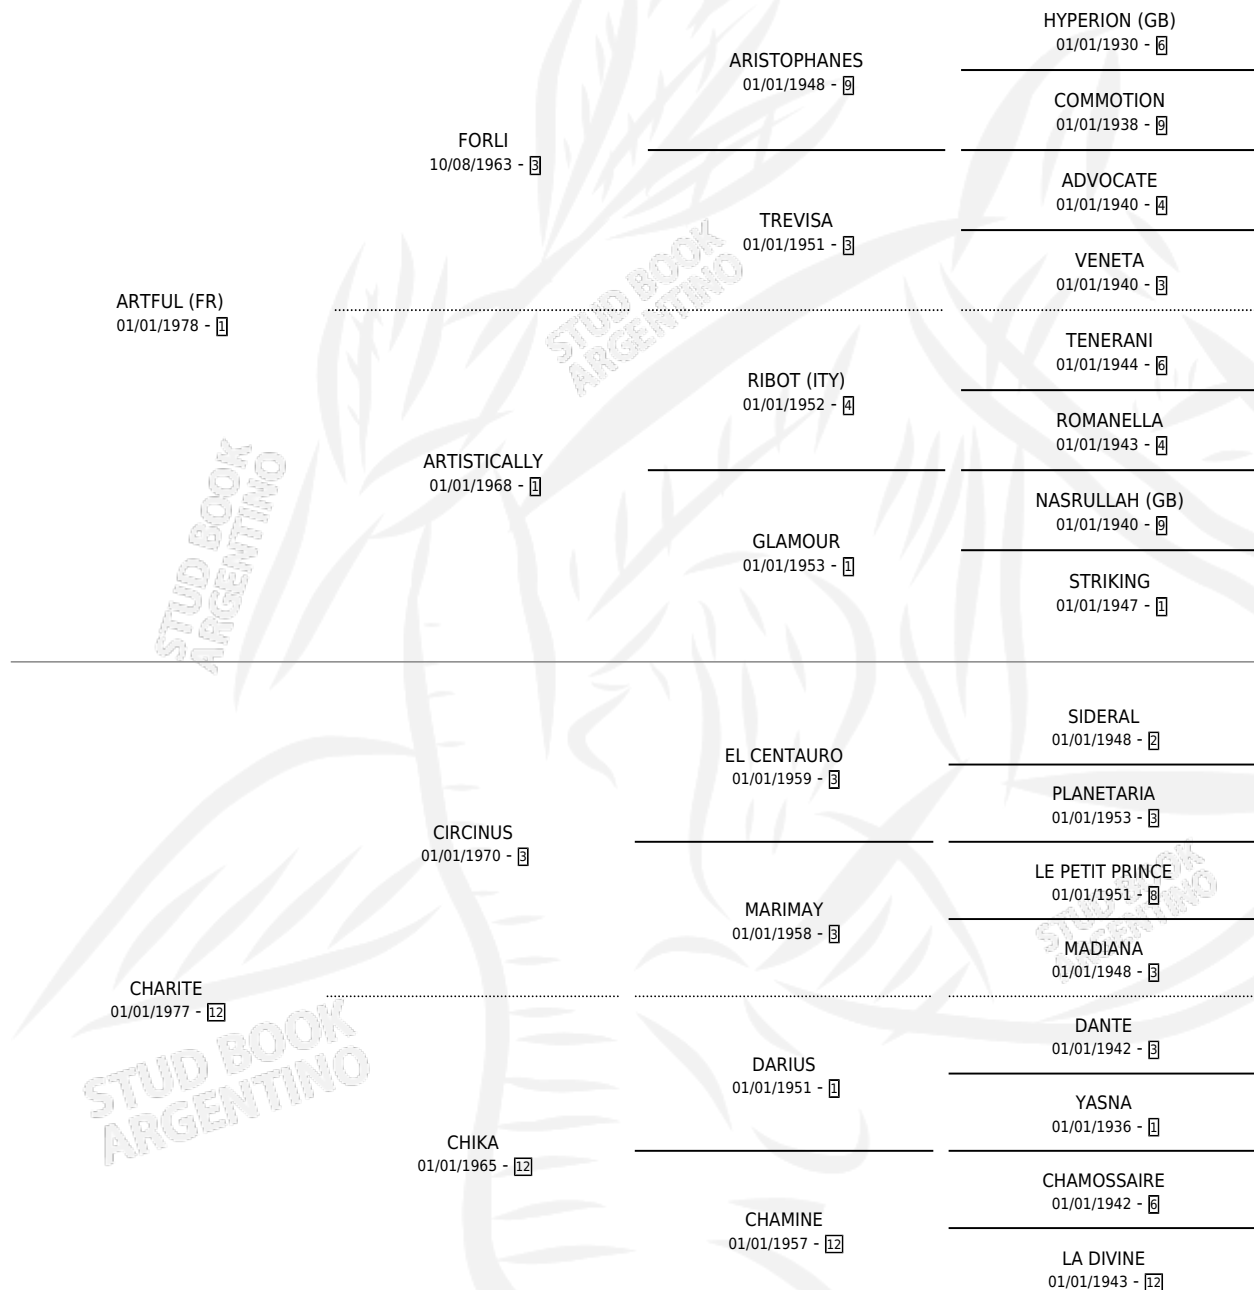 HYPERION (GB)
01/01/1930 - 6
ARISTOPHANES
01/01/1948 - 9
COMMOTION
01/01/1938 - 9
FORLI
10/08/1963 - 3
ADVOCATE
01/01/1940 - 4
TREVISA
01/01/1951 - 3
VENETA
01/01/1940 - 3
ARTFUL (FR)
01/01/1978 - 1
TENERANI
01/01/1944 - 6
RIBOT (ITY)
01/01/1952 - 4
ROMANELLA
01/01/1943 - 4
ARTISTICALLY
01/01/1968 - 1
NASRULLAH (GB)
01/01/1940 - 9
GLAMOUR
01/01/1953 - 1
STRIKING
01/01/1947 - 1
SIDERAL
01/01/1948 - 2
EL CENTAURO
01/01/1959 - 3
PLANETARIA
01/01/1953 - 3
CIRCINUS
01/01/1970 - 3
LE PETIT PRINCE
01/01/1951 - 8
MARIMAY
01/01/1958 - 3
MADIANA
01/01/1948 - 3
CHARITE
01/01/1977 - 12
DANTE
01/01/1942 - 3
DARIUS
01/01/1951 - 1
YASNA
01/01/1936 - 1
CHIKA
01/01/1965 - 12
CHAMOSSAIRE
01/01/1942 - 6
CHAMINE
01/01/1957 - 12
LA DIVINE
01/01/1943 - 12
STUD BOOK
ARGENTINO
STUD BOOK
ARGENTINO
STUD BOOK
ARGENTINO
STUD BOOK
ARGENTINO